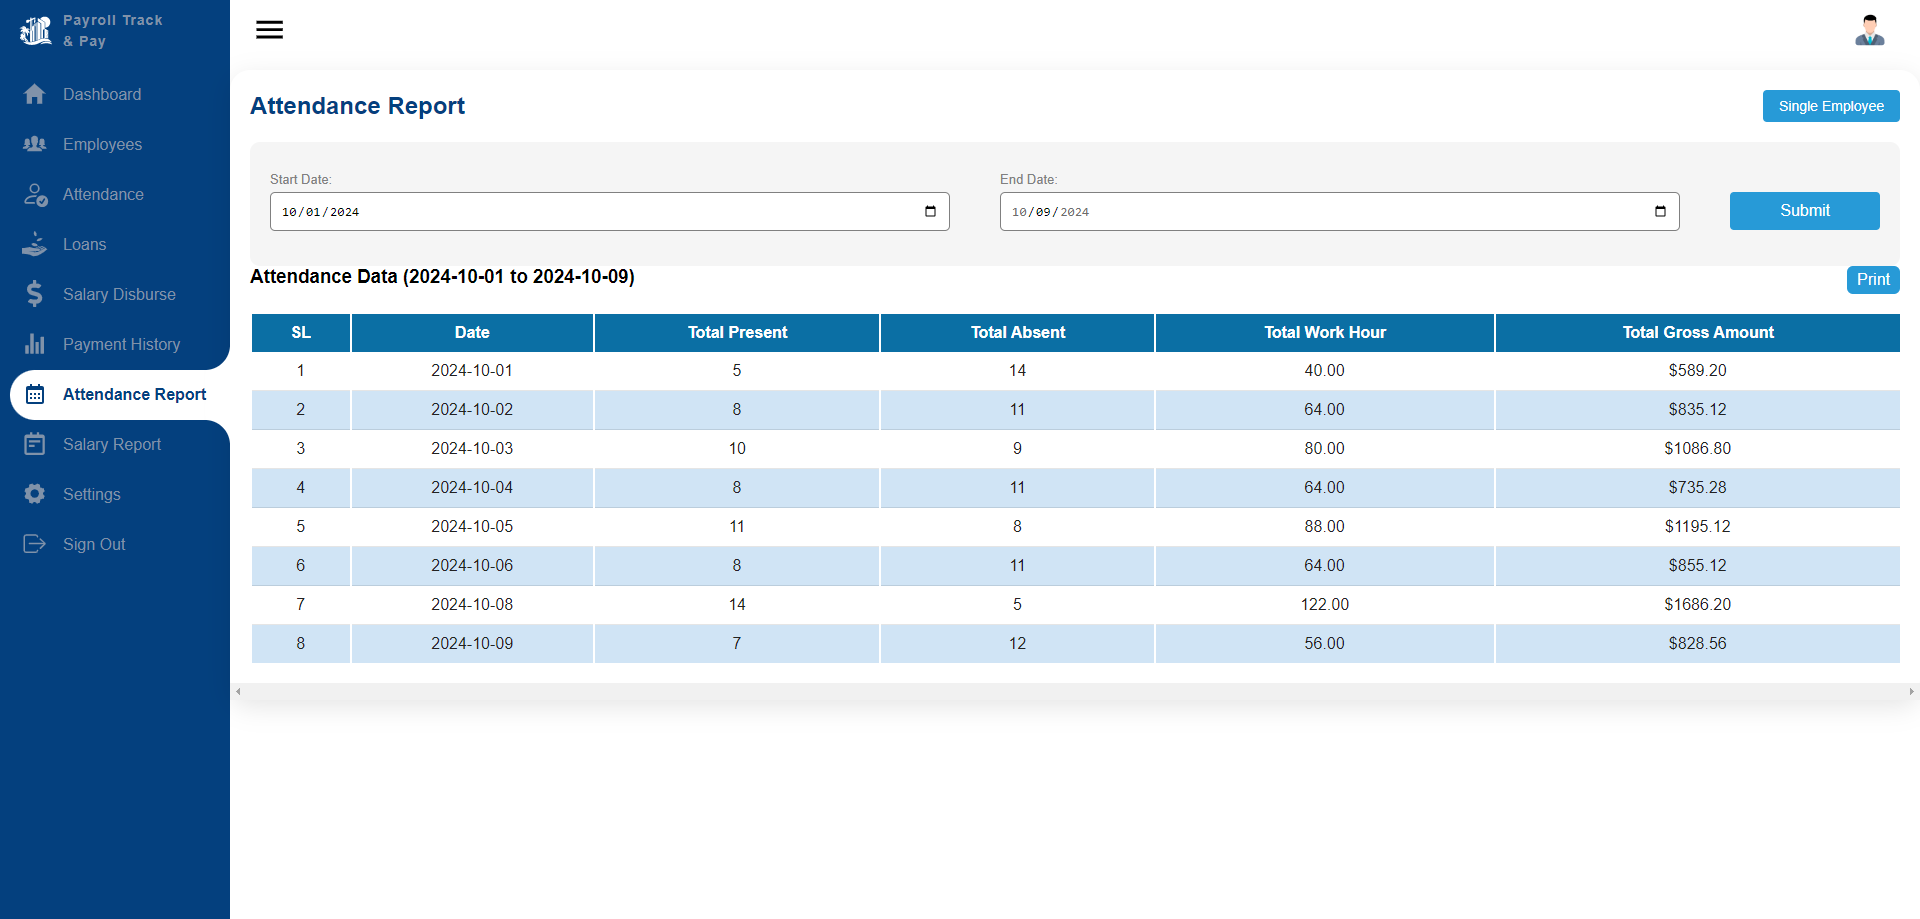 Payroll Track
& Pay
Dashboard
Employees
Attendance
Loans
Salary Disburse
Payment History
Attendance Report
Salary Report
Settings
Sign Out
Attendance Report
Single Employee
Start Date:
End Date:
10/01/2024
10/09/2024
Submit
Attendance Data (2024-10-01 to 2024-10-09)
Print
SL Date Total Present Total Absent Total Work Hour Total Gross Amount
1 2024-10-01 5 14 40.00 $589.20
2 2024-10-02 8 11 64.00 $835.12
3 2024-10-03 10 9 80.00 $1086.80
4 2024-10-04 8 11 64.00 $735.28
5 2024-10-05 11 8 88.00 $1195.12
6 2024-10-06 8 11 64.00 $855.12
7 2024-10-08 14 5 122.00 $1686.20
8 2024-10-09 7 12 56.00 $828.56